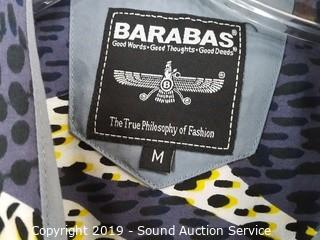 BARABAS®
Good Words • Good Thoughts • Good Deeds®
B
The True Philosophy of Fashion
M
Copyright 2019 - Sound Auction Service